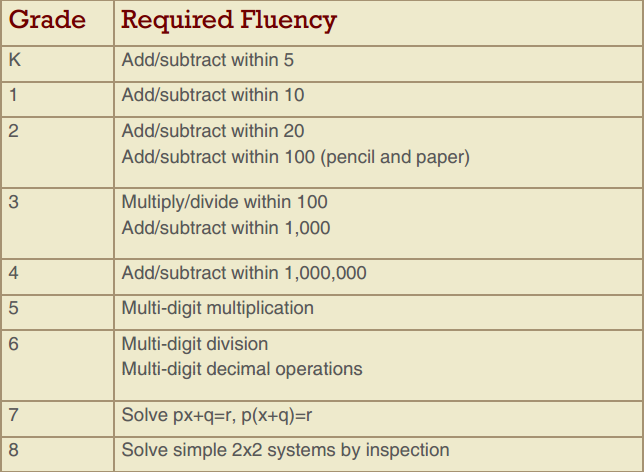 Grade Required Fluency
K Add/subtract within 5
1 Add/subtract within 10
2 Add/subtract within 20
Add/subtract within 100 (pencil and paper)
3 Multiply/divide within 100
Add/subtract within 1,000
4 Add/subtract within 1,000,000
5 Multi-digit multiplication
6 Multi-digit division
Multi-digit decimal operations
7 Solve px+q=r, p(x+q)=r
8 Solve simple 2x2 systems by inspection